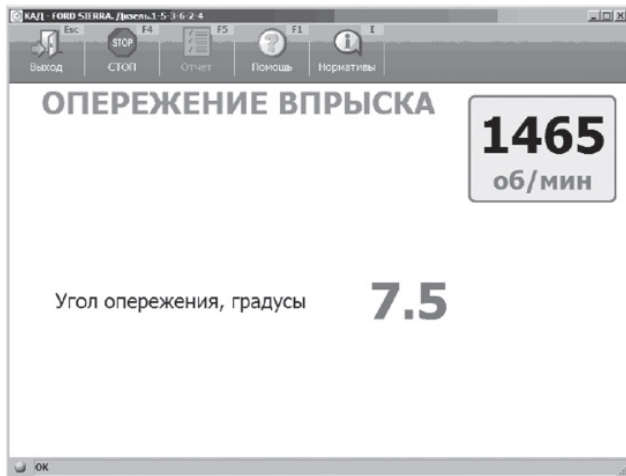 КАД - FORD SIERRA. Дизель.1-5-3-6-2-4
Esc F4 F5 F1 I
STOP
Выход СТОП Отчет Помощь Нормативы
ОПЕРЕЖЕНИЕ ВПРЫСКА
1465
об/мин
Угол опережения, градусы 7.5
OK